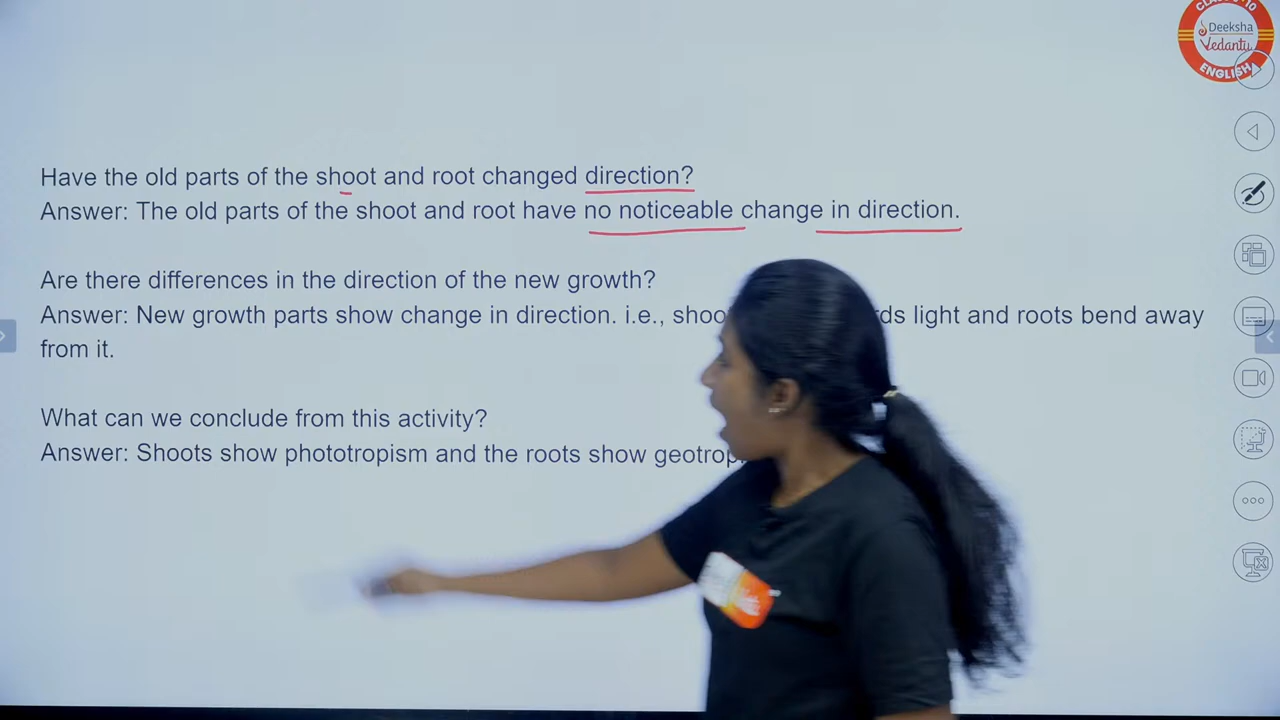 CLASS 6-10
Deeksha
Vedantu
ENGLISH
Have the old parts of the shoot and root changed direction?
Answer: The old parts of the shoot and root have no noticeable change in direction.
Are there differences in the direction of the new growth?
Answer: New growth parts show change in direction. i.e., light and roots bend away
from it.
What can we conclude from this activity?
Answer: Shoots show phototropism and the roots show